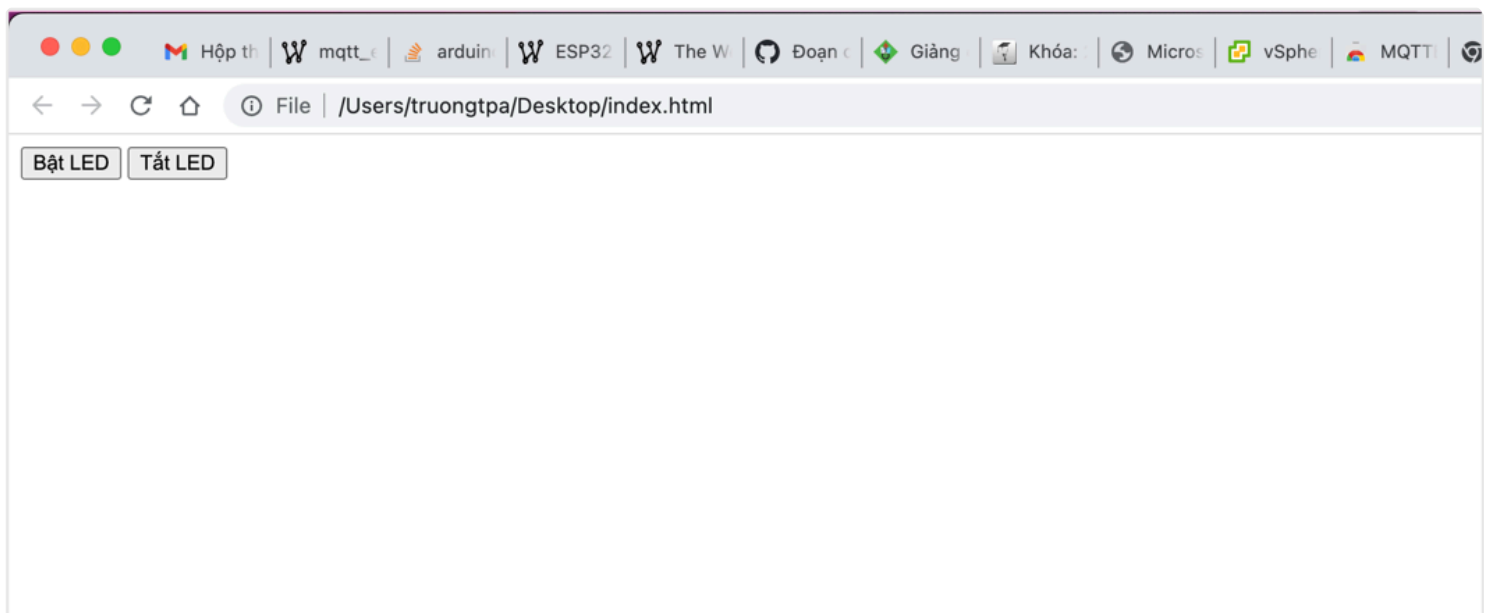 Hộp th mqtt_e arduin ESP32 The W Đoạn c Giảng Khóa: Micros vSphe MQTT
File /Users/truongtpa/Desktop/index.html
Bật LED Tắt LED